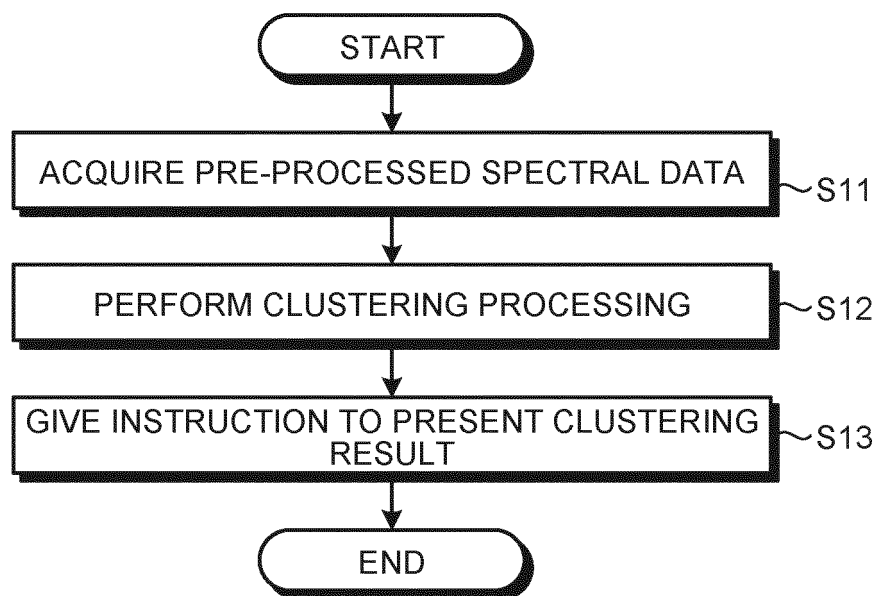 START
ACQUIRE PRE-PROCESSED SPECTRAL DATA
S11
PERFORM CLUSTERING PROCESSING
S12
GIVE INSTRUCTION TO PRESENT CLUSTERING
RESULT
S13
END